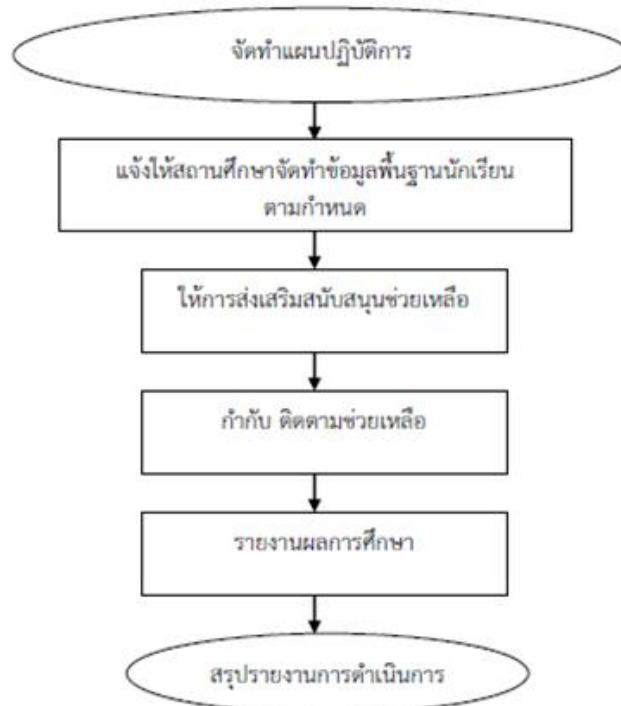 จัดทำแผนปฏิบัติการ
แจ้งให้สถานศึกษาจัดทำข้อมูลพื้นฐานนักเรียน
ตามกำหนด
ให้การส่งเสริมสนับสนุนช่วยเหลือ
กำกับ ติดตามช่วยเหลือ
รายงานผลการศึกษา
สรุปรายงานการดำเนินการ